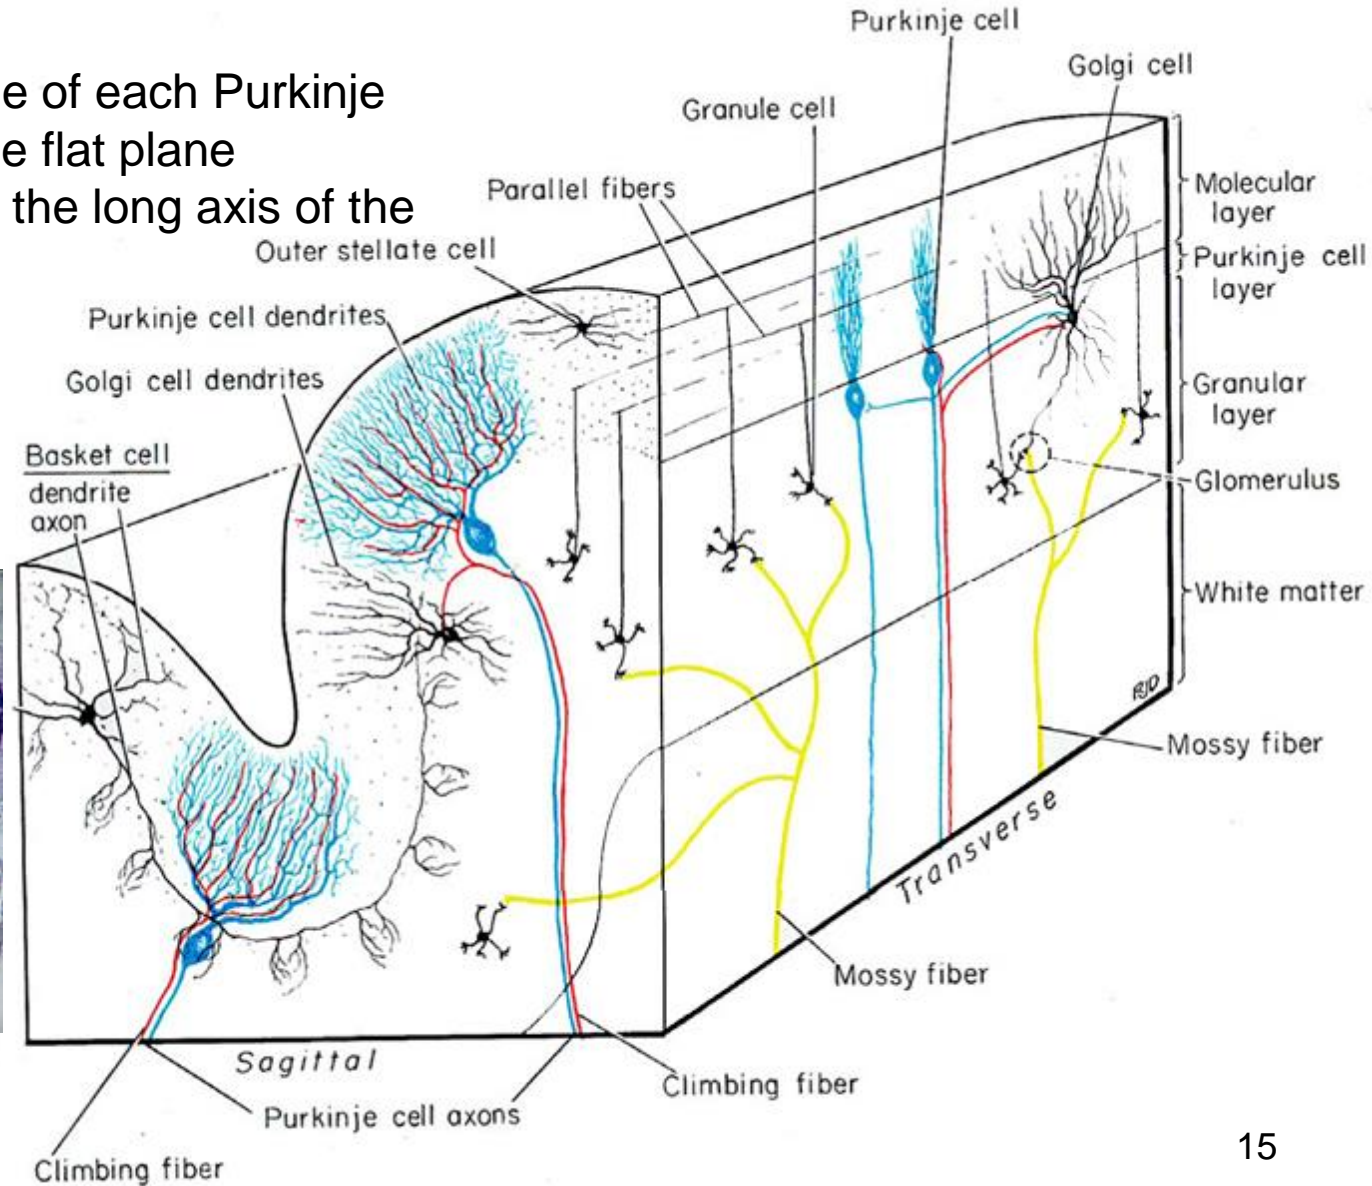 e of each Purkinje
e flat plane
the long axis of the
Purkinje cell
Golgi cell
Granule cell
Parallel fibers
Outer stellate cell
Purkinje cell dendrites
Golgi cell dendrites
Basket cell
dendrite
axon
Molecular
layer
Purkinje cell
layer
Granular
layer
Glomerulus
White matter
RJD
Mossy fiber
Transverse
Mossy fiber
Sagittal
Climbing fiber
Purkinje cell axons
Climbing fiber
15